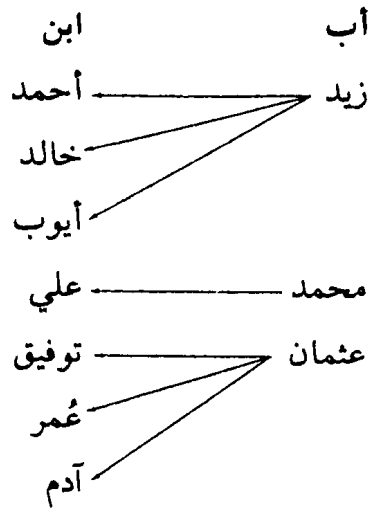 أب ابن
زيد أحمد
خالد
أيوب
محمد علي
عثمان توفيق
عُمر
آدم